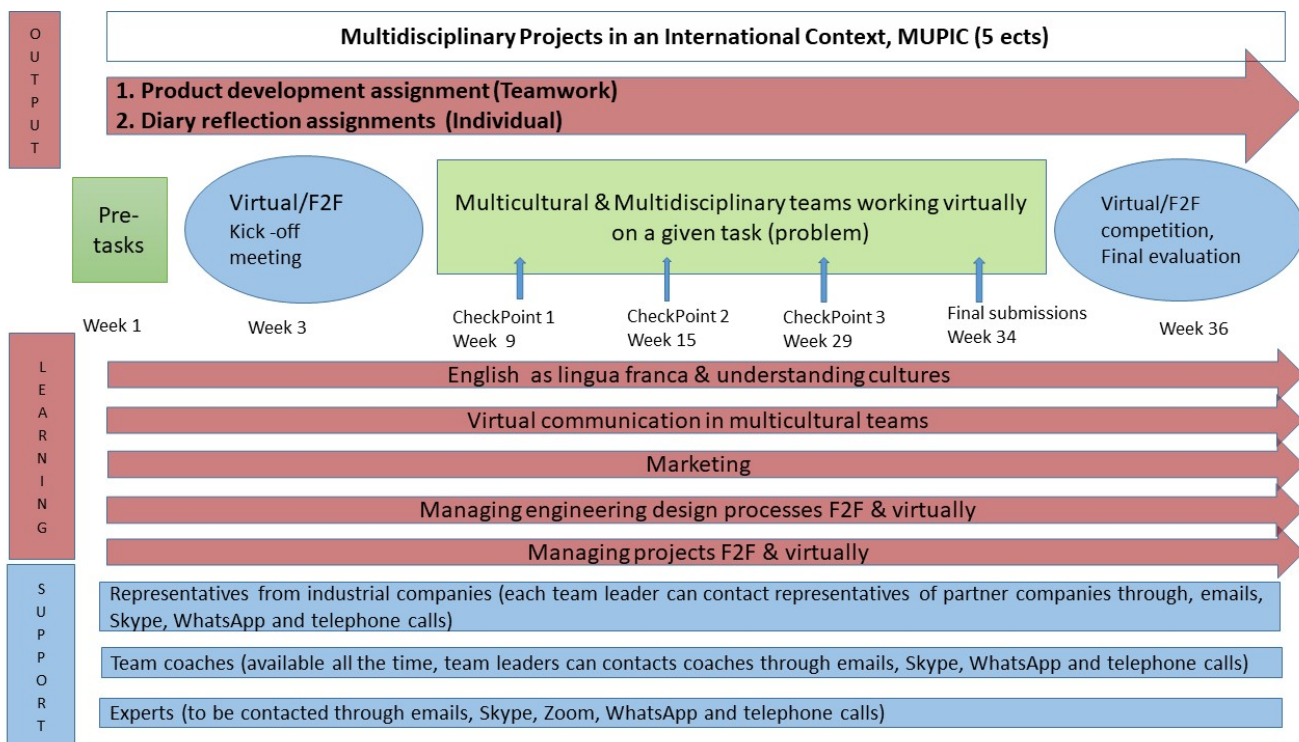 OUTPUT
Multidisciplinary Projects in an International Context, MUPIC (5 ects)
1. Product development assignment (Teamwork)
2. Diary reflection assignments (Individual)
Pre-
tasks
Virtual/F2F
Kick -off
meeting
Multicultural & Multidisciplinary teams working virtually
on a given task (problem)
Virtual/F2F
competition,
Final evaluation
Week 1
Week 3
CheckPoint 1
Week 9
CheckPoint 2
Week 15
CheckPoint 3
Week 29
Final submissions
Week 34
Week 36
LEARNING
English as lingua franca & understanding cultures
Virtual communication in multicultural teams
Marketing
Managing engineering design processes F2F & virtually
Managing projects F2F & virtually
SUPPORT
Representatives from industrial companies (each team leader can contact representatives of partner companies through, emails,
Skype, WhatsApp and telephone calls)
Team coaches (available all the time, team leaders can contacts coaches through emails, Skype, WhatsApp and telephone calls)
Experts (to be contacted through emails, Skype, Zoom, WhatsApp and telephone calls)